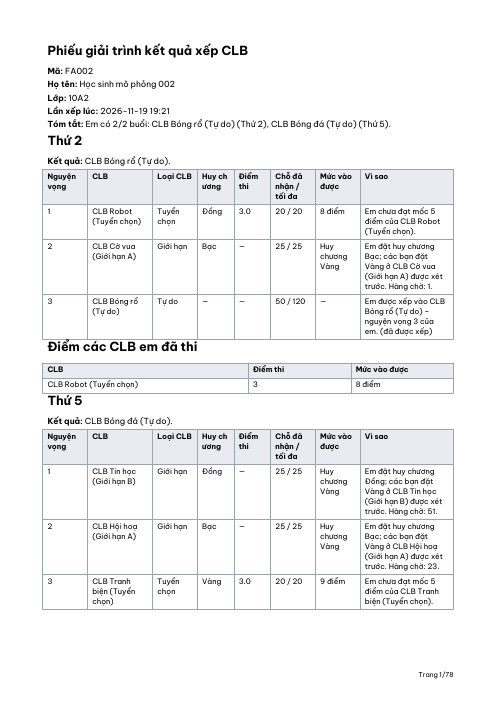 Phiếu giải trình kết quả xếp CLB
Mã: FA002
Họ tên: Học sinh mô phỏng 002
Lớp: 10A2
Lần xếp lúc: 2026-11-19 19:21
Tóm tắt: Em có 2/2 buổi: CLB Bóng rổ (Tự do) (Thứ 2), CLB Bóng đá (Tự do) (Thứ 5).
Thứ 2
Kết quả: CLB Bóng rổ (Tự do).
Nguyện vọng | CLB | Loại CLB | Huy chương | Điểm thi | Chỗ đã nhận / tối đa | Mức vào được | Vì sao
1 | CLB Robot (Tuyển chọn) | Tuyển chọn | Đồng | 3.0 | 20 / 20 | 8 điểm | Em chưa đạt mốc 5 điểm của CLB Robot (Tuyển chọn).
2 | CLB Cờ vua (Giới hạn A) | Giới hạn | Bạc | — | 25 / 25 | Huy chương Vàng | Em đặt huy chương Bạc; các bạn đặt Vàng ở CLB Cờ vua (Giới hạn A) được xét trước. Hàng chờ: 1.
3 | CLB Bóng rổ (Tự do) | Tự do | — | — | 50 / 120 | — | Em được xếp vào CLB Bóng rổ (Tự do) – nguyện vọng 3 của em. (đã được xếp)
Điểm các CLB em đã thi
CLB | Điểm thi | Mức vào được
CLB Robot (Tuyển chọn) | 3 | 8 điểm
Thứ 5
Kết quả: CLB Bóng đá (Tự do).
Nguyện vọng | CLB | Loại CLB | Huy chương | Điểm thi | Chỗ đã nhận / tối đa | Mức vào được | Vì sao
1 | CLB Tin học (Giới hạn B) | Giới hạn | Đồng | — | 25 / 25 | Huy chương Vàng | Em đặt huy chương Đồng; các bạn đặt Vàng ở CLB Tin học (Giới hạn B) được xét trước. Hàng chờ: 51.
2 | CLB Hội hoạ (Giới hạn A) | Giới hạn | Bạc | — | 25 / 25 | Huy chương Vàng | Em đặt huy chương Bạc; các bạn đặt Vàng ở CLB Hội hoạ (Giới hạn A) được xét trước. Hàng chờ: 23.
3 | CLB Tranh biện (Tuyển chọn) | Tuyển chọn | Vàng | 3.0 | 20 / 20 | 9 điểm | Em chưa đạt mốc 5 điểm của CLB Tranh biện (Tuyển chọn).
Trang 1/78